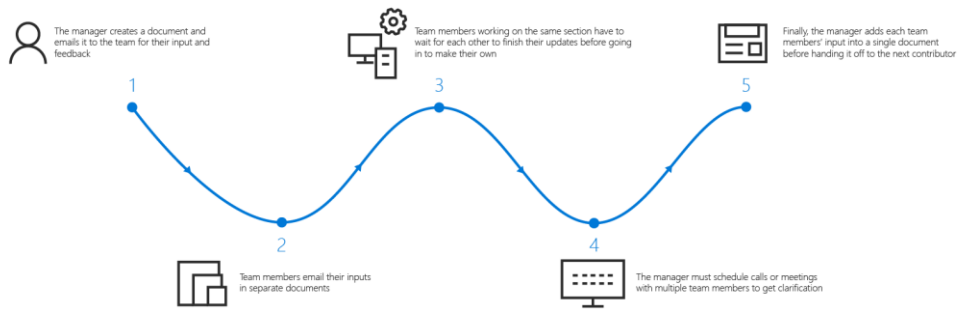 The manager creates a document and
emails it to the team for their input and
feedback
1
Team members email their inputs
in separate documents
2
Team members working on the same section have to
wait for each other to finish their updates before going
in to make their own
3
The manager must schedule calls or meetings
with multiple team members to get clarification
4
Finally, the manager adds each team
members' input into a single document
before handing it off to the next contributor
5